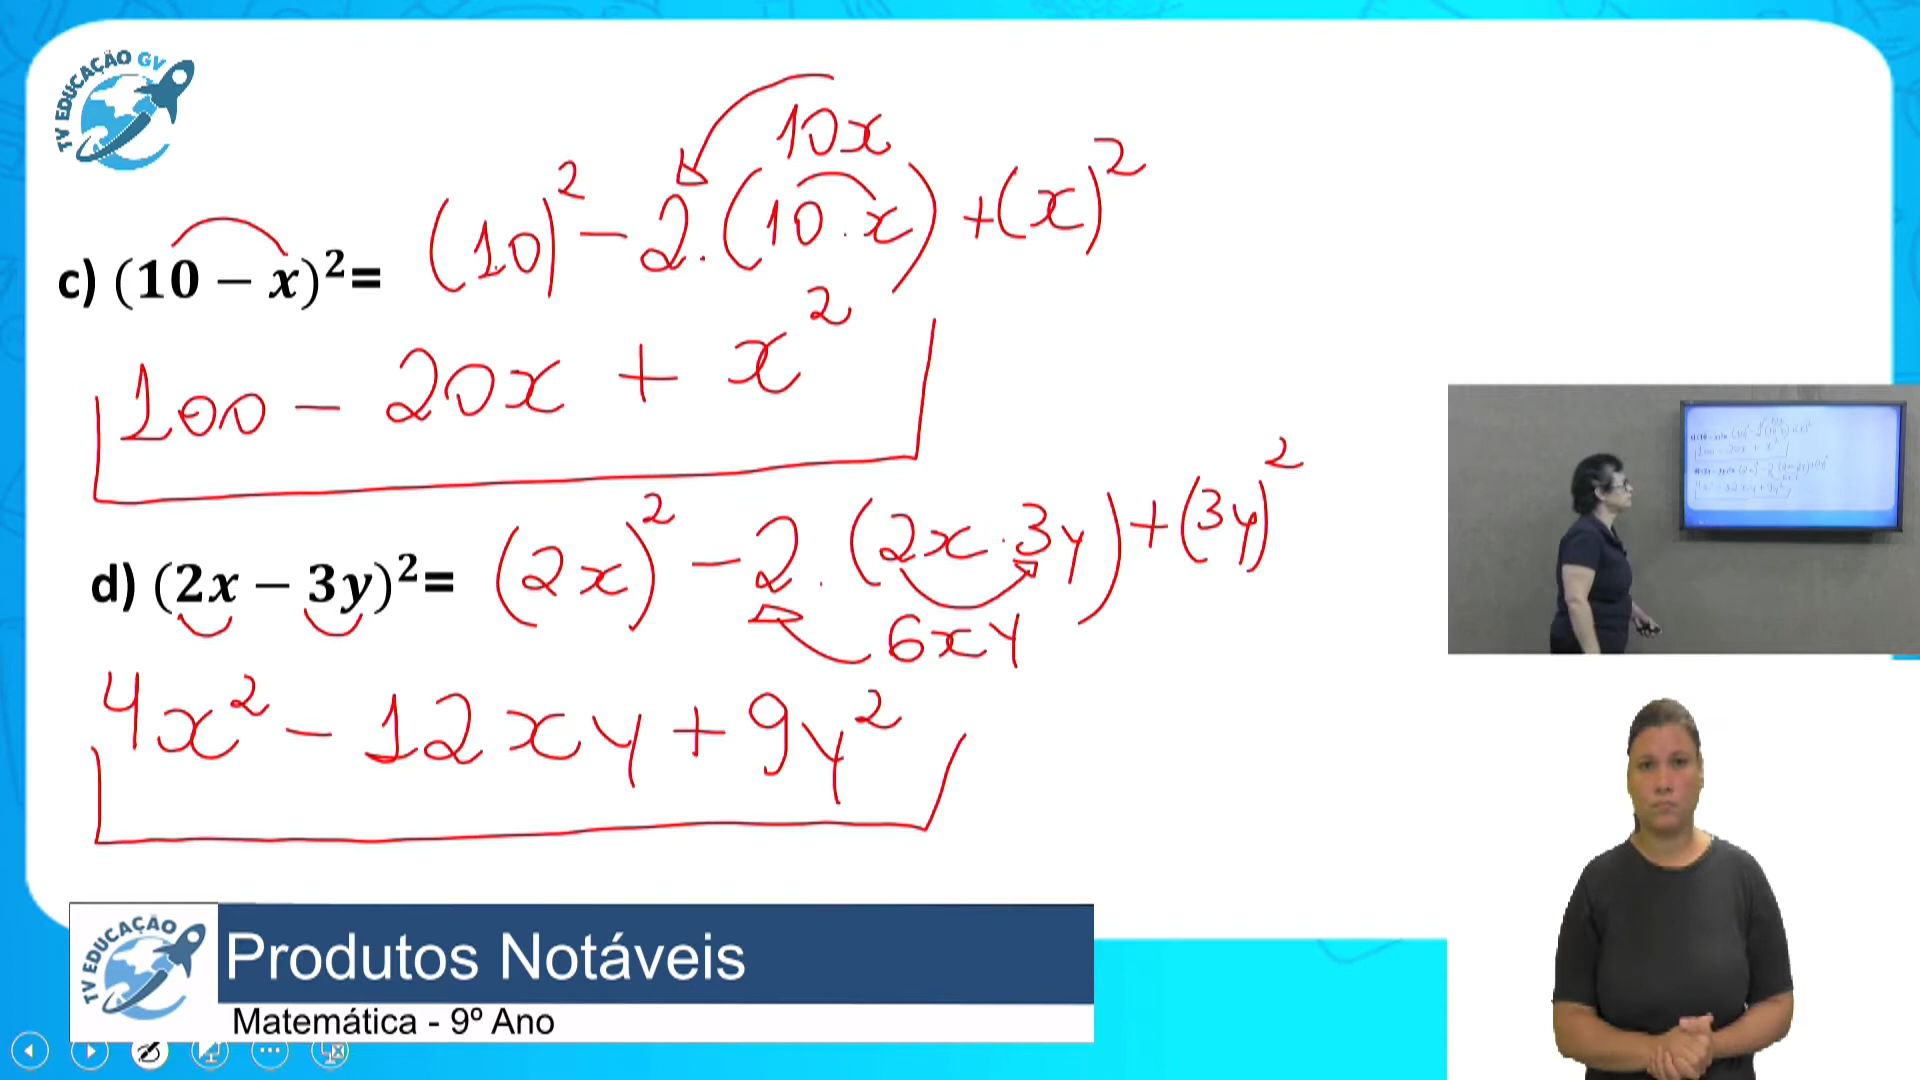 TV EDUCAÇÃO GV
10x
c) (10 − x)²= (10)² − 2.(10.x) + (x)²
100 − 20x + x²
d) (2x − 3y)²= (2x)² − 2.(2x.3y) + (3y)²
6xy
4x² − 12xy + 9y²
TV EDUCAÇÃO
Produtos Notáveis
Matemática - 9º Ano